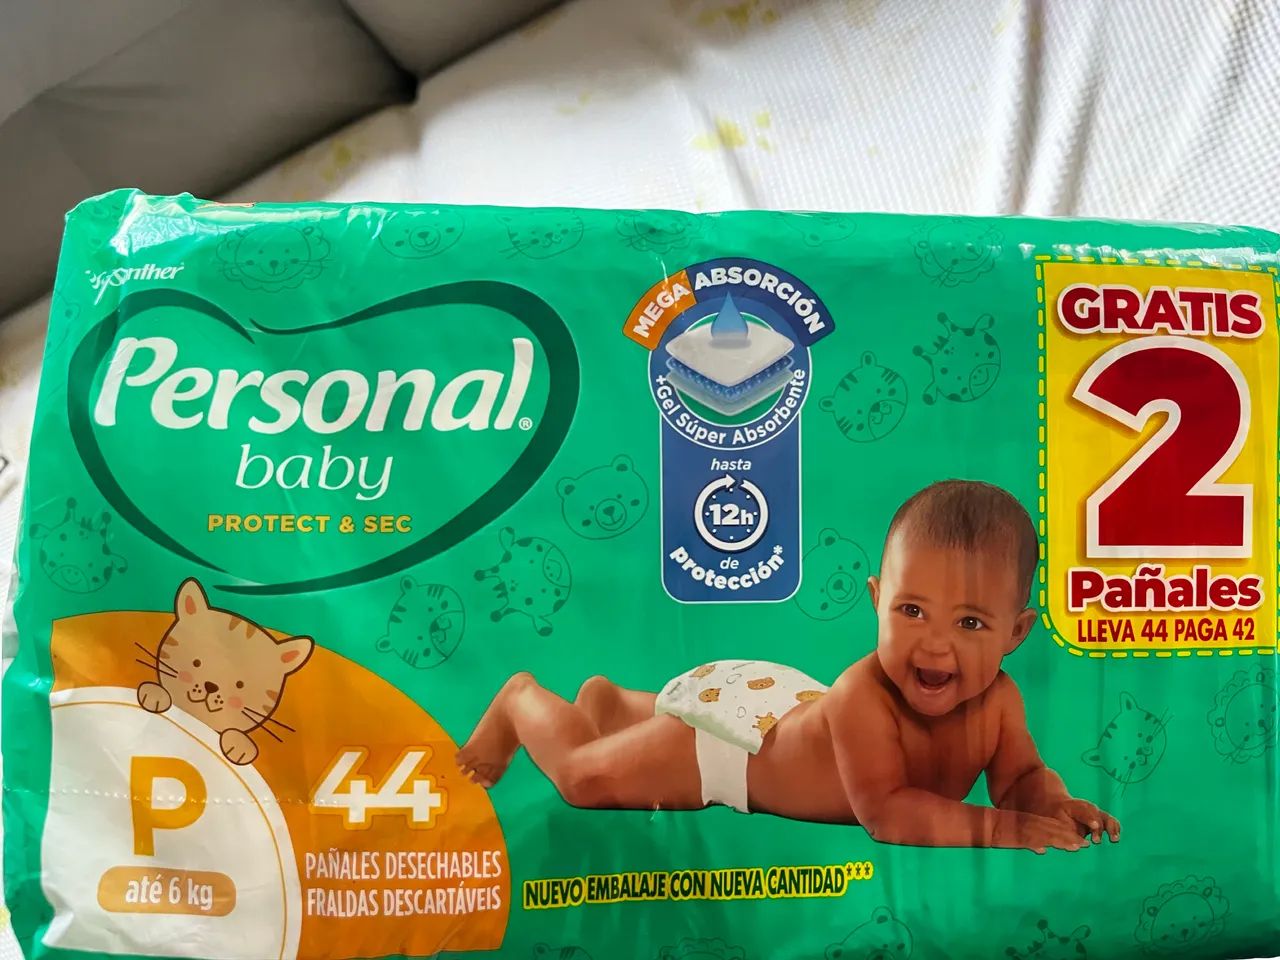 Personal®
baby
PROTECT & SEC
MEGA ABSORCIÓN
+Gel Súper Absorbente
hasta
12h
de
protección*
GRATIS
2
Pañales
LLEVA 44 PAGA 42
P
até 6 kg
44
PAÑALES DESECHABLES
FRALDAS DESCARTÁVEIS
NUEVO EMBALAJE CON NUEVA CANTIDAD***